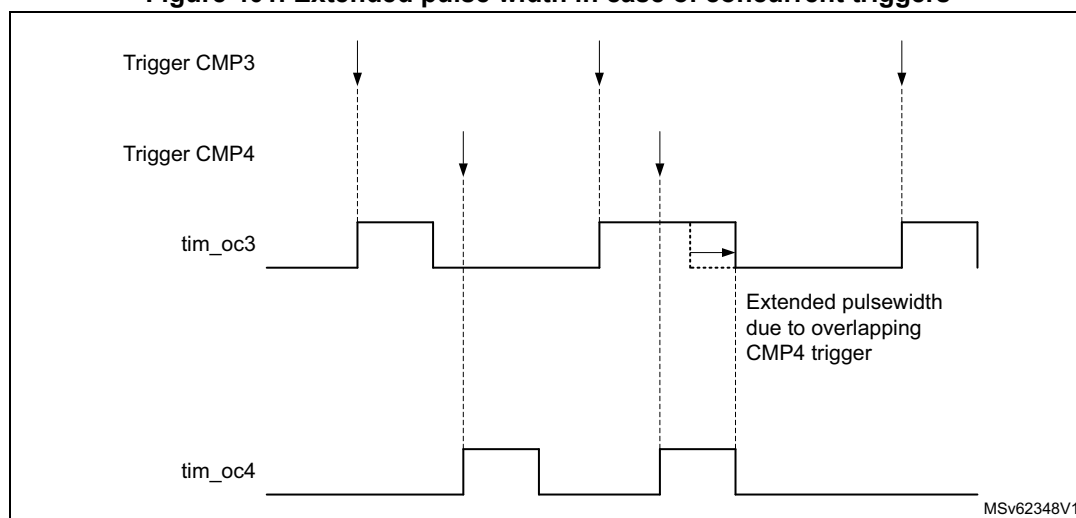 Figure 491. Extended pulse width in case of concurrent triggers
Trigger CMP3
Trigger CMP4
tim_oc3
Extended pulsewidth
due to overlapping
CMP4 trigger
tim_oc4
MSv62348V1